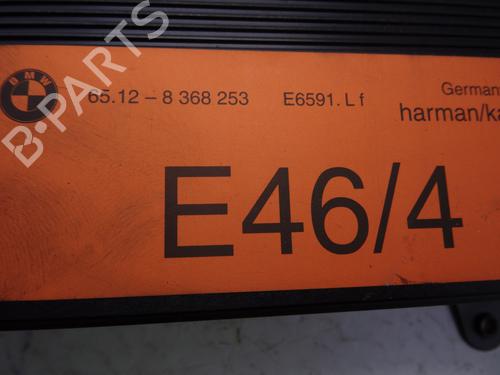 BMW
65.12 - 8 368 253 E6591. L f
German
harman/ka
E46/4
B-PARTS